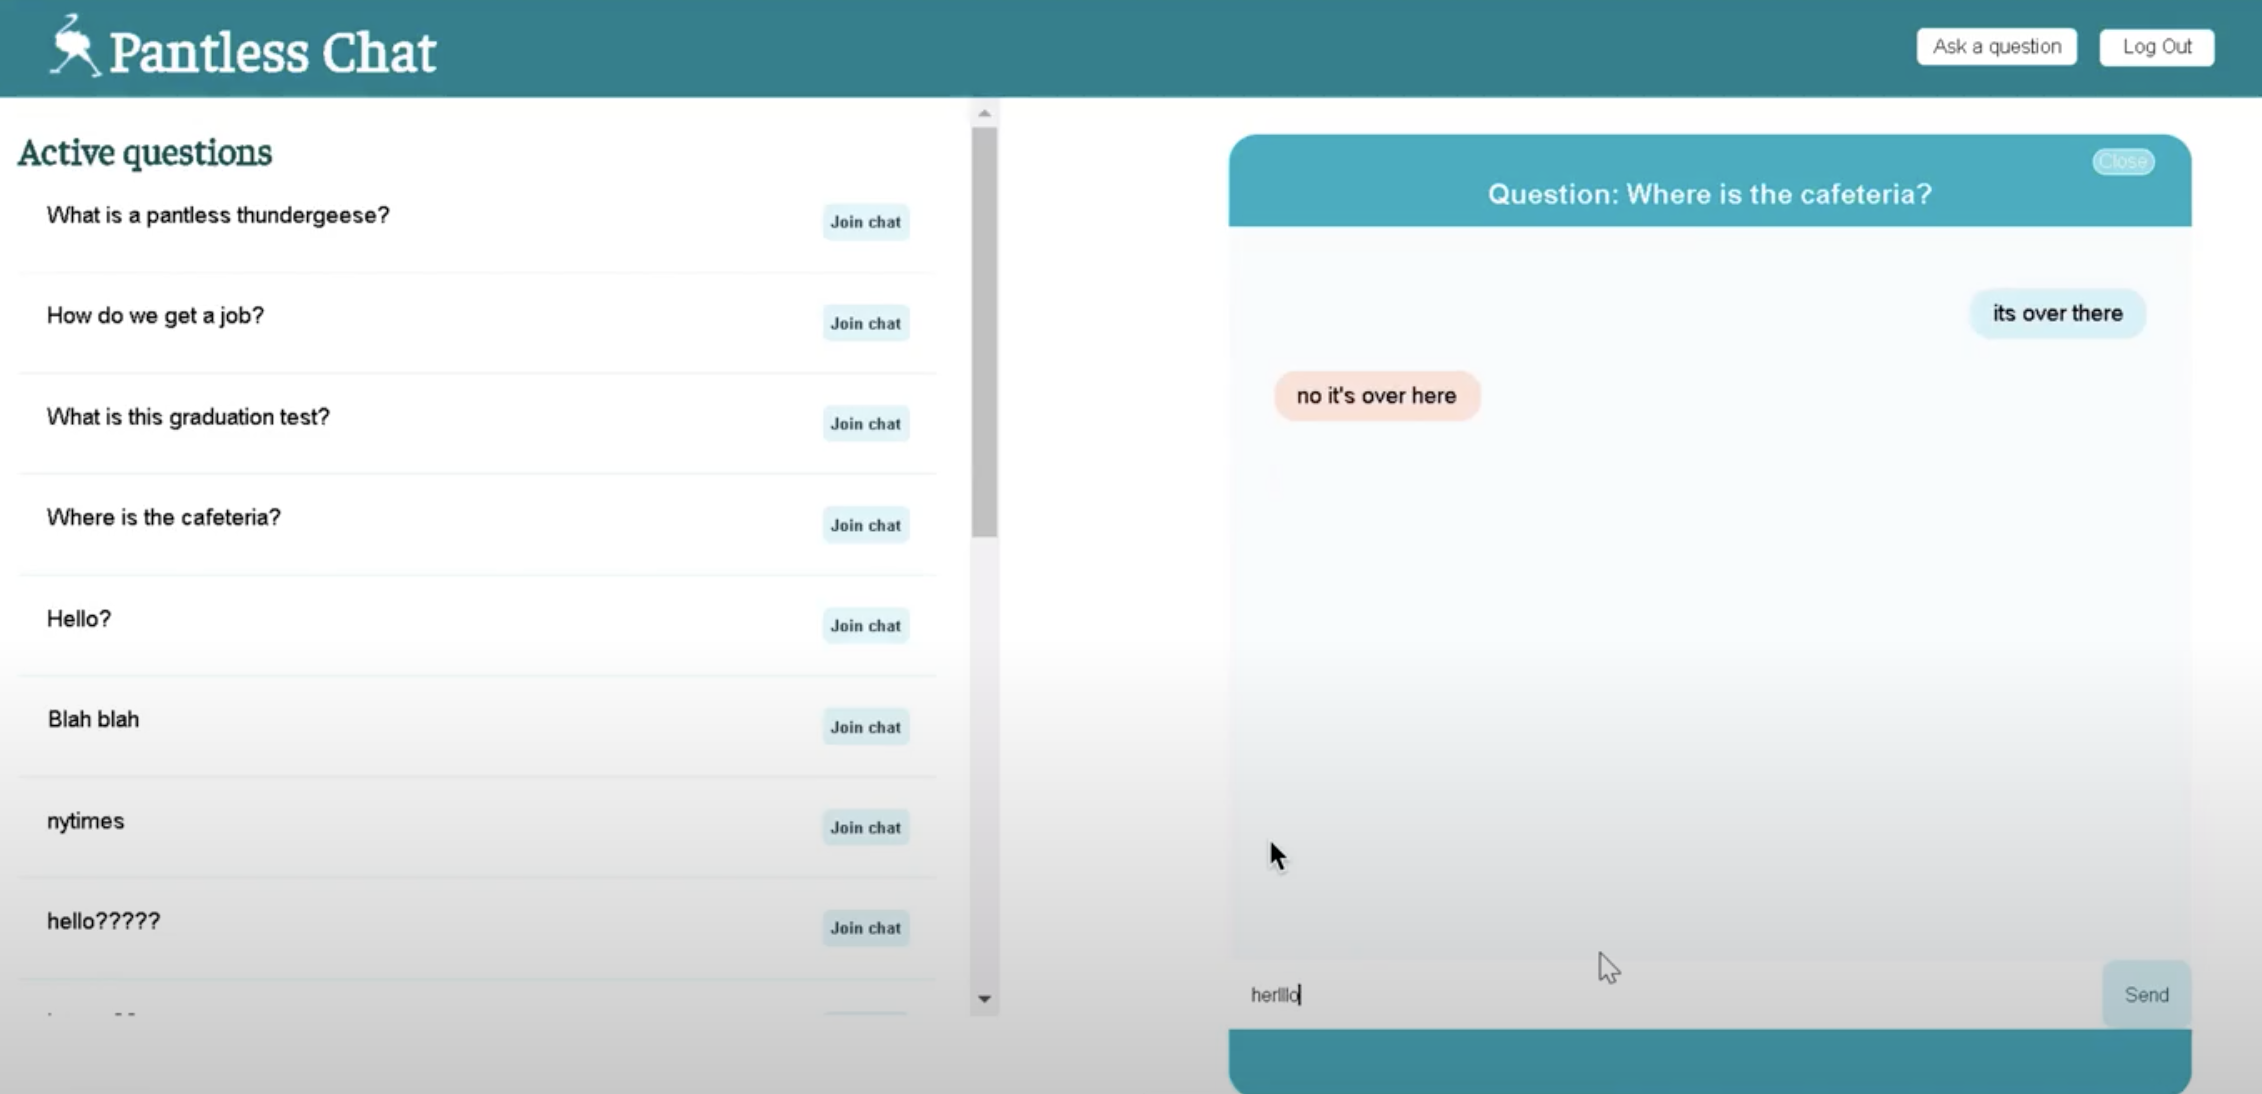 Pantless Chat
Ask a question
Log Out
Active questions
What is a pantless thundergeese?
Join chat
How do we get a job?
Join chat
What is this graduation test?
Join chat
Where is the cafeteria?
Join chat
Hello?
Join chat
Blah blah
Join chat
nytimes
Join chat
hello?????
Join chat
Close
Question: Where is the cafeteria?
its over there
no it's over here
herlllo
Send